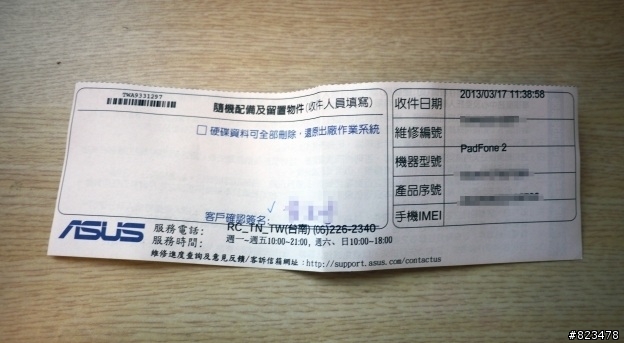 TWA9331297
隨機配備及留置物件(收件人員填寫)
□ 硬碟資料可全部刪除，還原出廠作業系統
客戶確認簽名:
收件日期 2013/03/17 11:38:58
維修編號
機器型號 PadFone 2
產品序號
手機IMEI
ASUS
服務電話: RC_TN_TW(台南) (06)226-2340
服務時間: 週一~週五10:00~21:00, 週六、日10:00~18:00
維修進度查詢及意見反饋/客訴信箱網址:http://support.asus.com/contactus
#823478